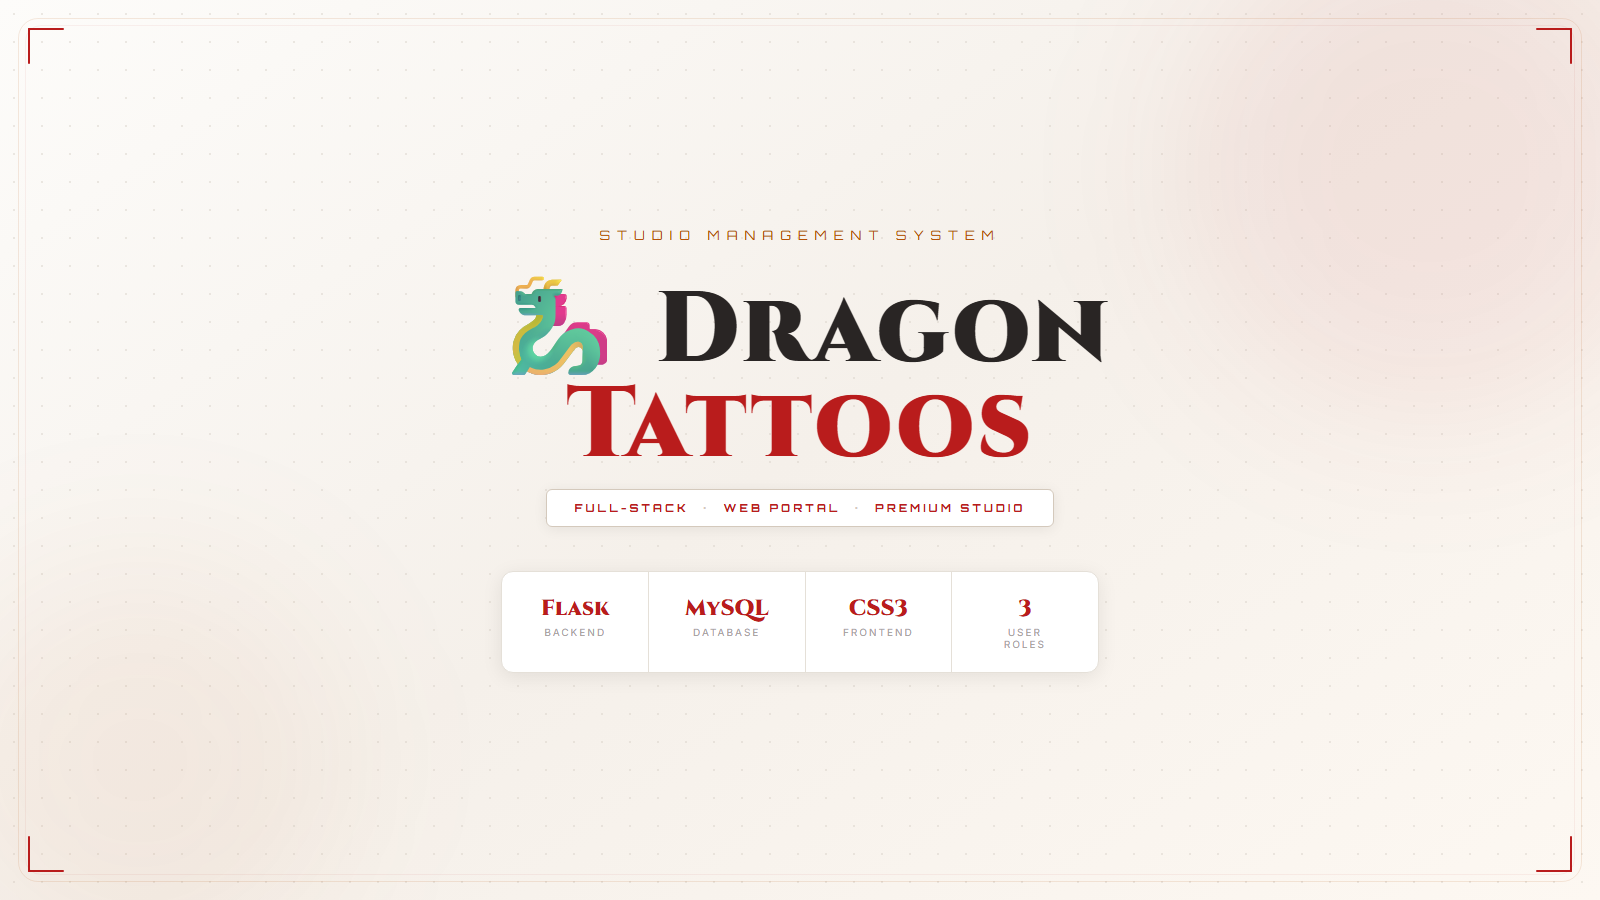 STUDIO MANAGEMENT SYSTEM
Dragon
Tattoos
FULL-STACK · WEB PORTAL · PREMIUM STUDIO
Flask
BACKEND
MySQL
DATABASE
CSS3
FRONTEND
3
USER
ROLES